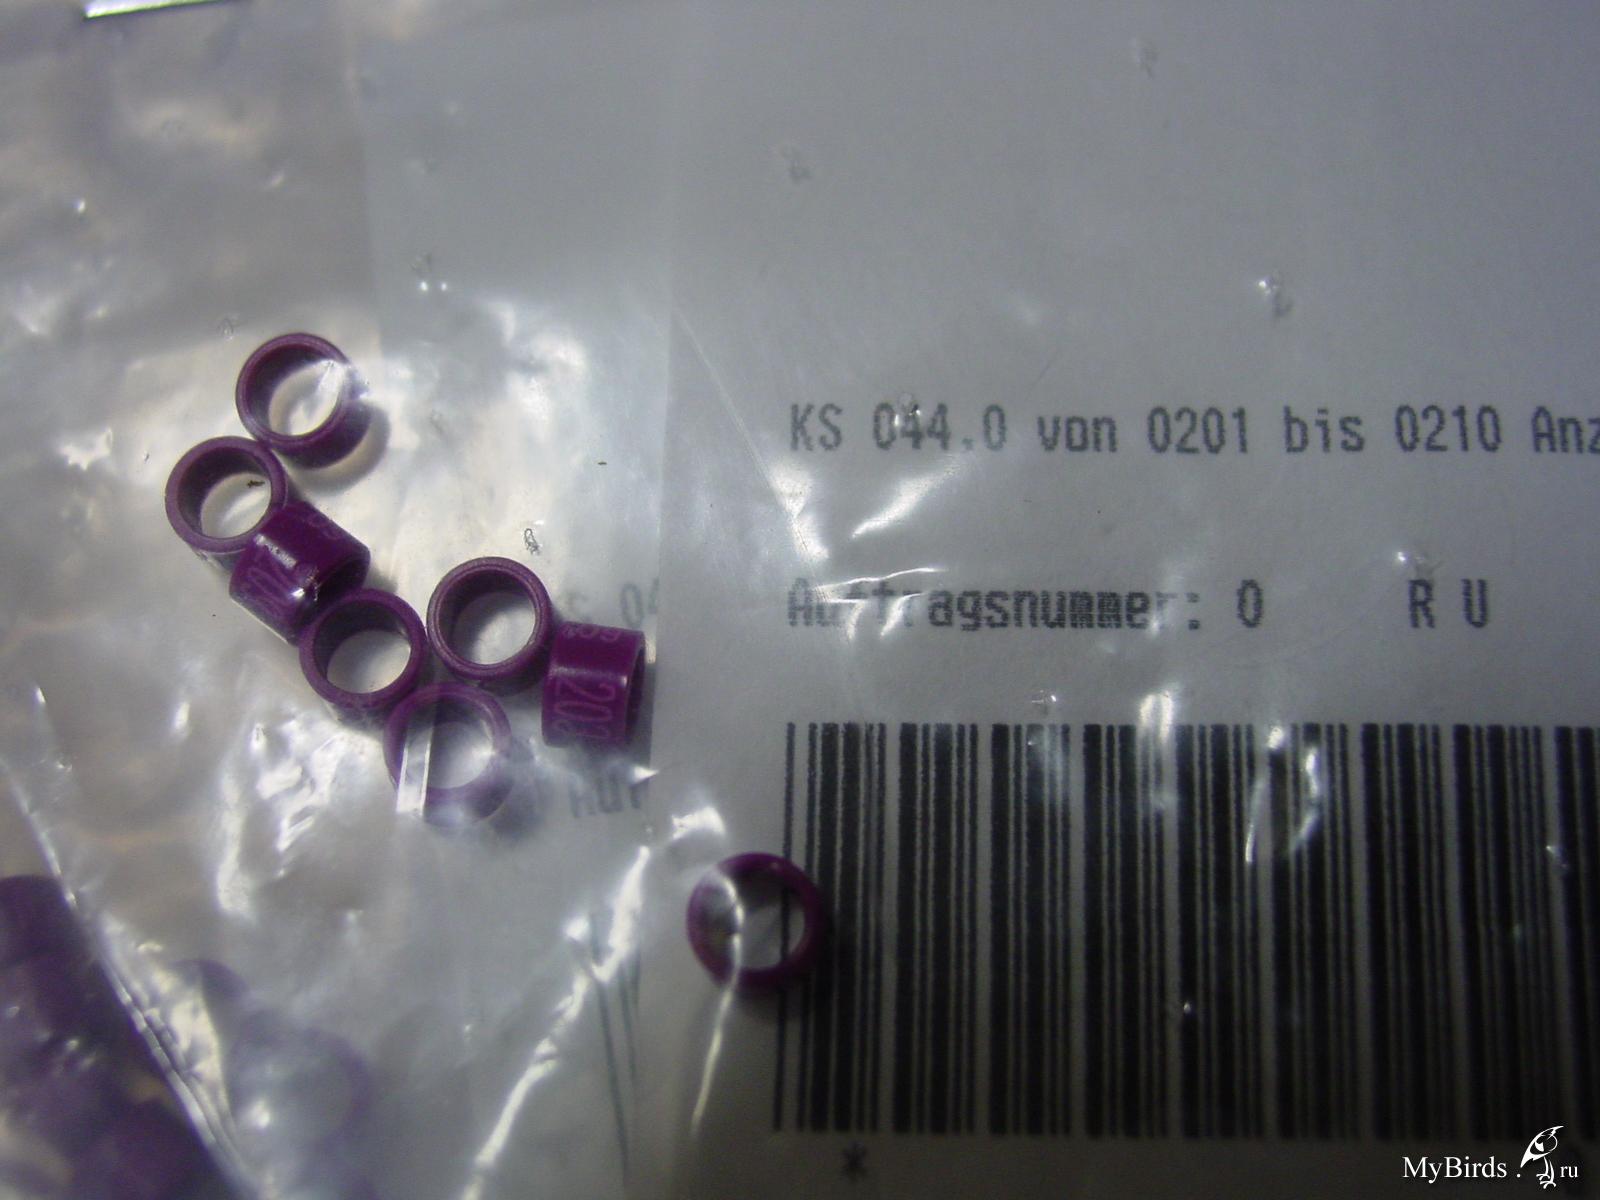 KS 044.0 von 0201 bis 0210 Anz
Auftragsnummer: 0 R U
*
MyBirds.ru